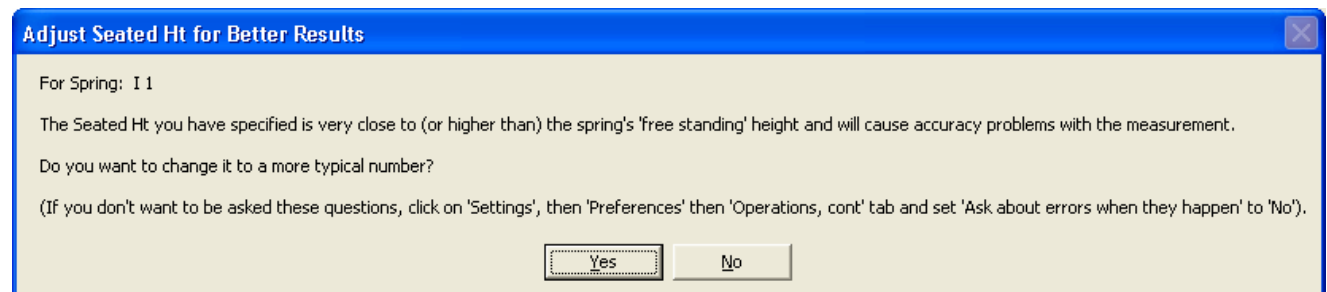 Adjust Seated Ht for Better Results
For Spring: I 1
The Seated Ht you have specified is very close to (or higher than) the spring's 'free standing' height and will cause accuracy problems with the measurement.
Do you want to change it to a more typical number?
(If you don't want to be asked these questions, click on 'Settings', then 'Preferences' then 'Operations, cont' tab and set 'Ask about errors when they happen' to 'No').
Yes No